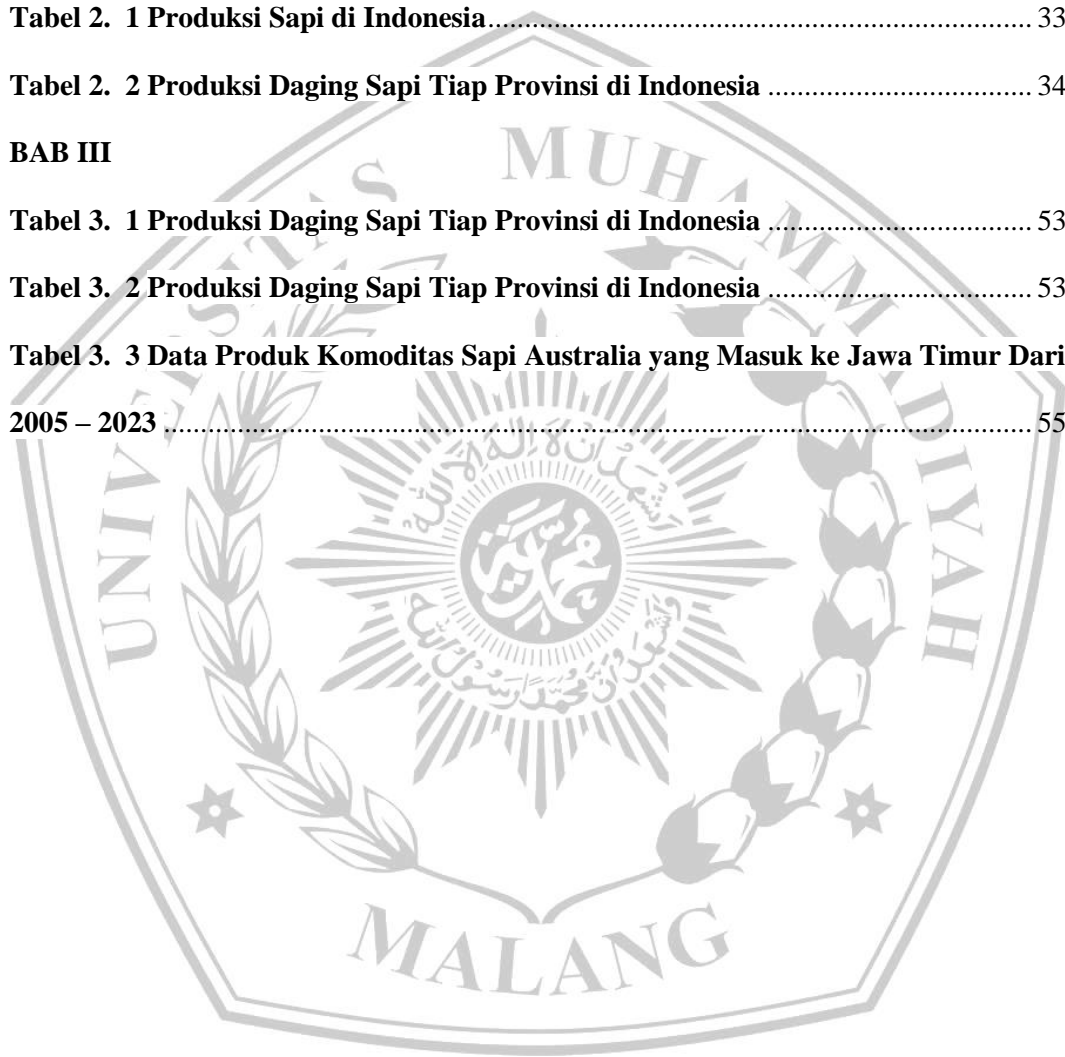 Tabel 2. 1 Produksi Sapi di Indonesia........................................................................ 33
Tabel 2. 2 Produksi Daging Sapi Tiap Provinsi di Indonesia ................................... 34
BAB III
Tabel 3. 1 Produksi Daging Sapi Tiap Provinsi di Indonesia ................................... 53
Tabel 3. 2 Produksi Daging Sapi Tiap Provinsi di Indonesia ................................... 53
Tabel 3. 3 Data Produk Komoditas Sapi Australia yang Masuk ke Jawa Timur Dari
2005 – 2023 ................................................................................................................... 55
UNIVERSITAS MUHAMMADIYAH
MALANG